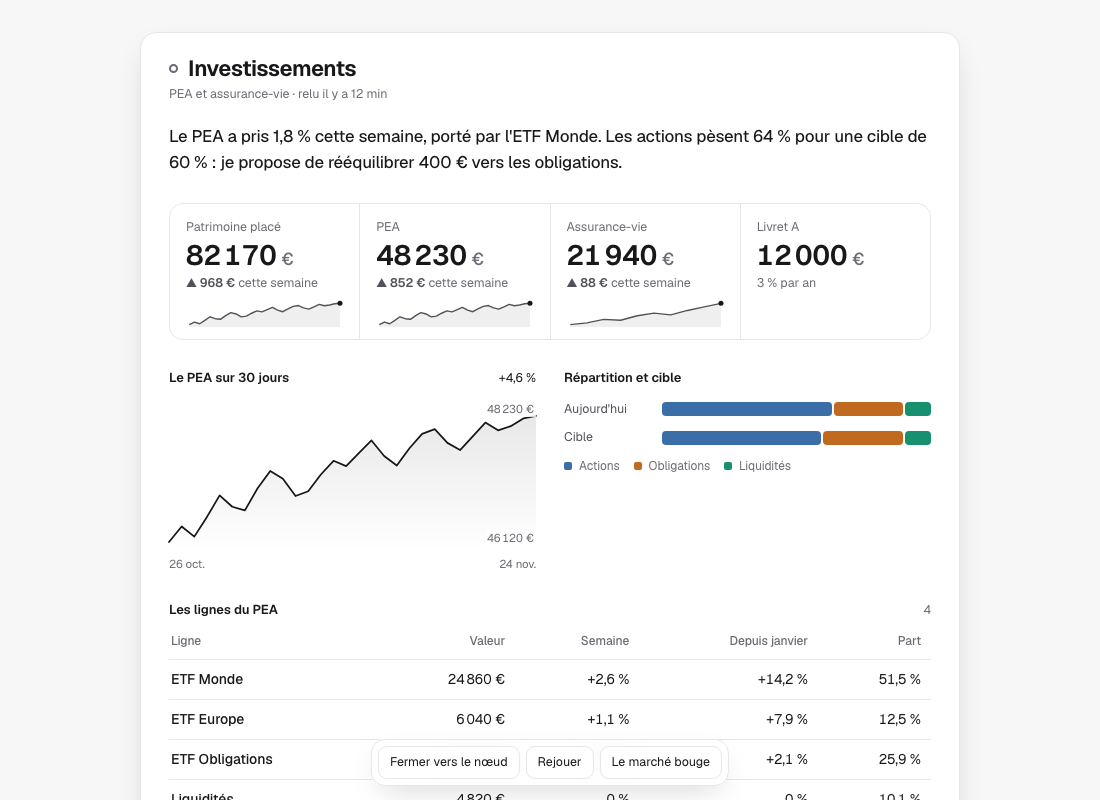 Investissements
PEA et assurance-vie · relu il y a 12 min
Le PEA a pris 1,8 % cette semaine, porté par l'ETF Monde. Les actions pèsent 64 % pour une cible de
60 % : je propose de rééquilibrer 400 € vers les obligations.
Patrimoine placé
82 170 €
▲ 968 € cette semaine
PEA
48 230 €
▲ 852 € cette semaine
Assurance-vie
21 940 €
▲ 88 € cette semaine
Livret A
12 000 €
3 % par an
Le PEA sur 30 jours +4,6 %
48 230 €
46 120 €
26 oct. 24 nov.
Répartition et cible
Aujourd'hui
Cible
Actions Obligations Liquidités
Les lignes du PEA 4
Ligne Valeur Semaine Depuis janvier Part
ETF Monde 24 860 € +2,6 % +14,2 % 51,5 %
ETF Europe 6 040 € +1,1 % +7,9 % 12,5 %
ETF Obligations +2,1 % 25,9 %
Fermer vers le nœud Rejouer Le marché bouge
Liquidités 4 820 € 0 % 0 % 10,1 %